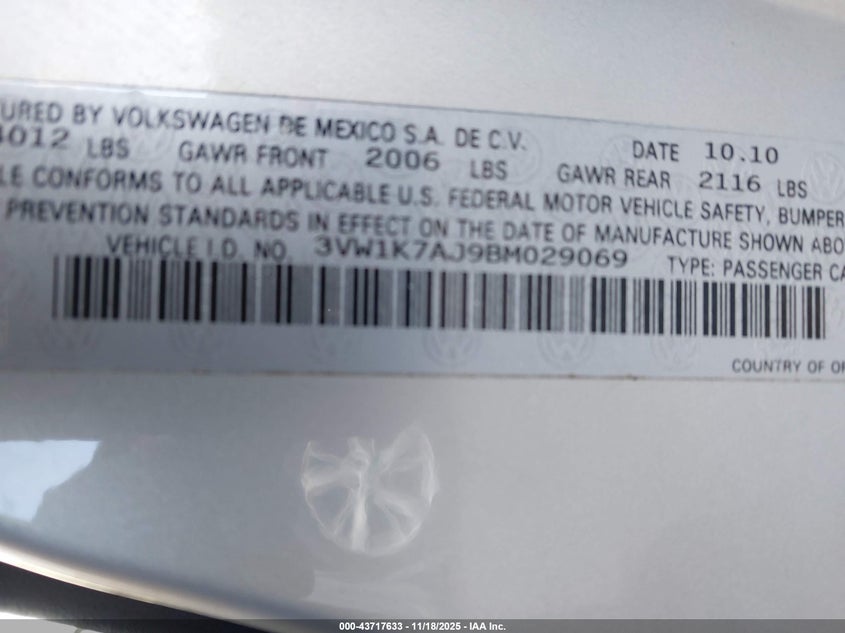 URED BY VOLKSWAGEN DE MEXICO S.A. DE C.V. DATE 10.10
4012 LBS GAWR FRONT 2006 LBS GAWR REAR 2116 LBS
LE CONFORMS TO ALL APPLICABLE U.S. FEDERAL MOTOR VEHICLE SAFETY, BUMPER
PREVENTION STANDARDS IN EFFECT ON THE DATE OF MANUFACTURE SHOWN ABO
VEHICLE I.D. NO. 3VW1K7AJ9BM029069 TYPE: PASSENGER CA
COUNTRY OF OR
000-43717633 - 11/18/2025 - IAA Inc.